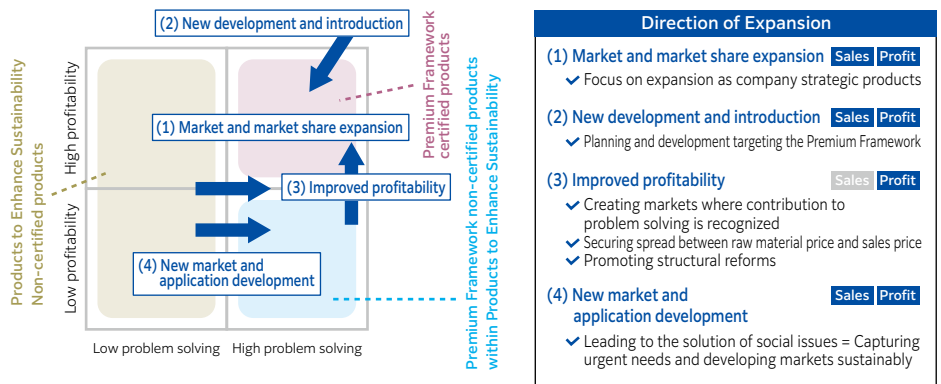 (2) New development and introduction
Products to Enhance Sustainability
Non-certified products
High profitability
Low profitability
Premium Framework
certified products
Premium Framework non-certified products
within Products to Enhance Sustainability
(1) Market and market share expansion
(3) Improved profitability
(4) New market and
application development
Low problem solving
High problem solving
Direction of Expansion
(1) Market and market share expansion Sales Profit
Focus on expansion as company strategic products
(2) New development and introduction Sales Profit
Planning and development targeting the Premium Framework
(3) Improved profitability Sales Profit
Creating markets where contribution to
problem solving is recognized
Securing spread between raw material price and sales price
Promoting structural reforms
(4) New market and Sales Profit
application development
Leading to the solution of social issues = Capturing
urgent needs and developing markets sustainably